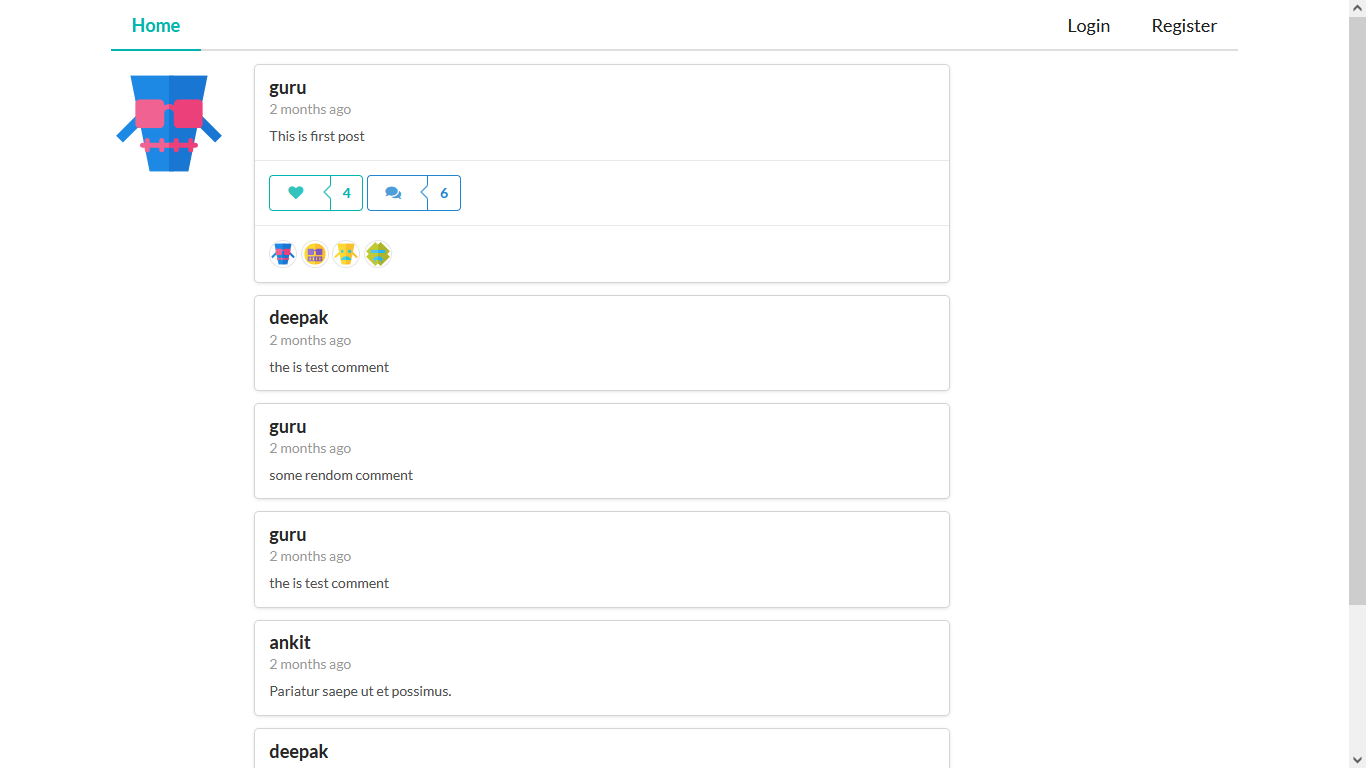 Home
Login
Register
guru
2 months ago
This is first post
4
6
deepak
2 months ago
the is test comment
guru
2 months ago
some rendom comment
guru
2 months ago
the is test comment
ankit
2 months ago
Pariatur saepe ut et possimus.
deepak